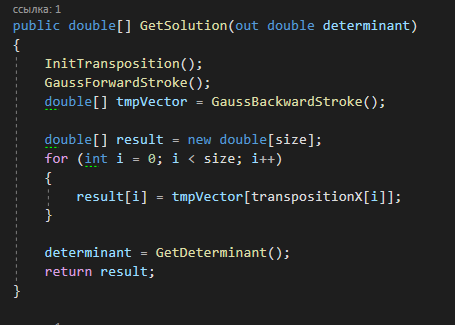 ссылка: 1
public double[] GetSolution(out double determinant)
{
InitTransposition();
GaussForwardStroke();
double[] tmpVector = GaussBackwardStroke();
double[] result = new double[size];
for (int i = 0; i < size; i++)
{
result[i] = tmpVector[transpositionX[i]];
}
determinant = GetDeterminant();
return result;
}